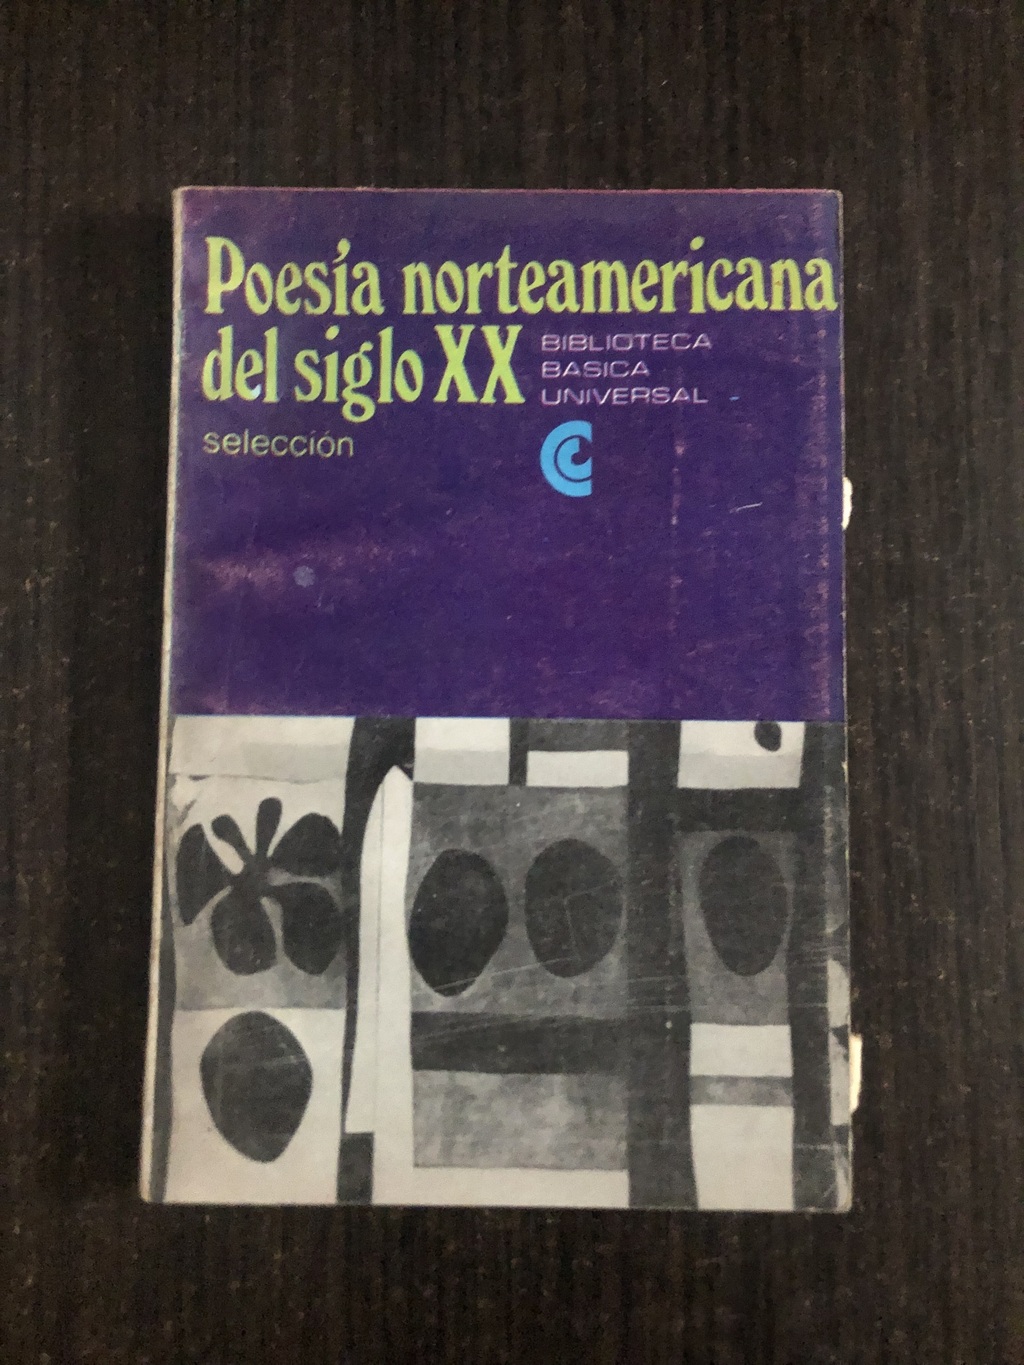 Poesía norteamericana
del siglo XX
selección
BIBLIOTECA
BASICA
UNIVERSAL